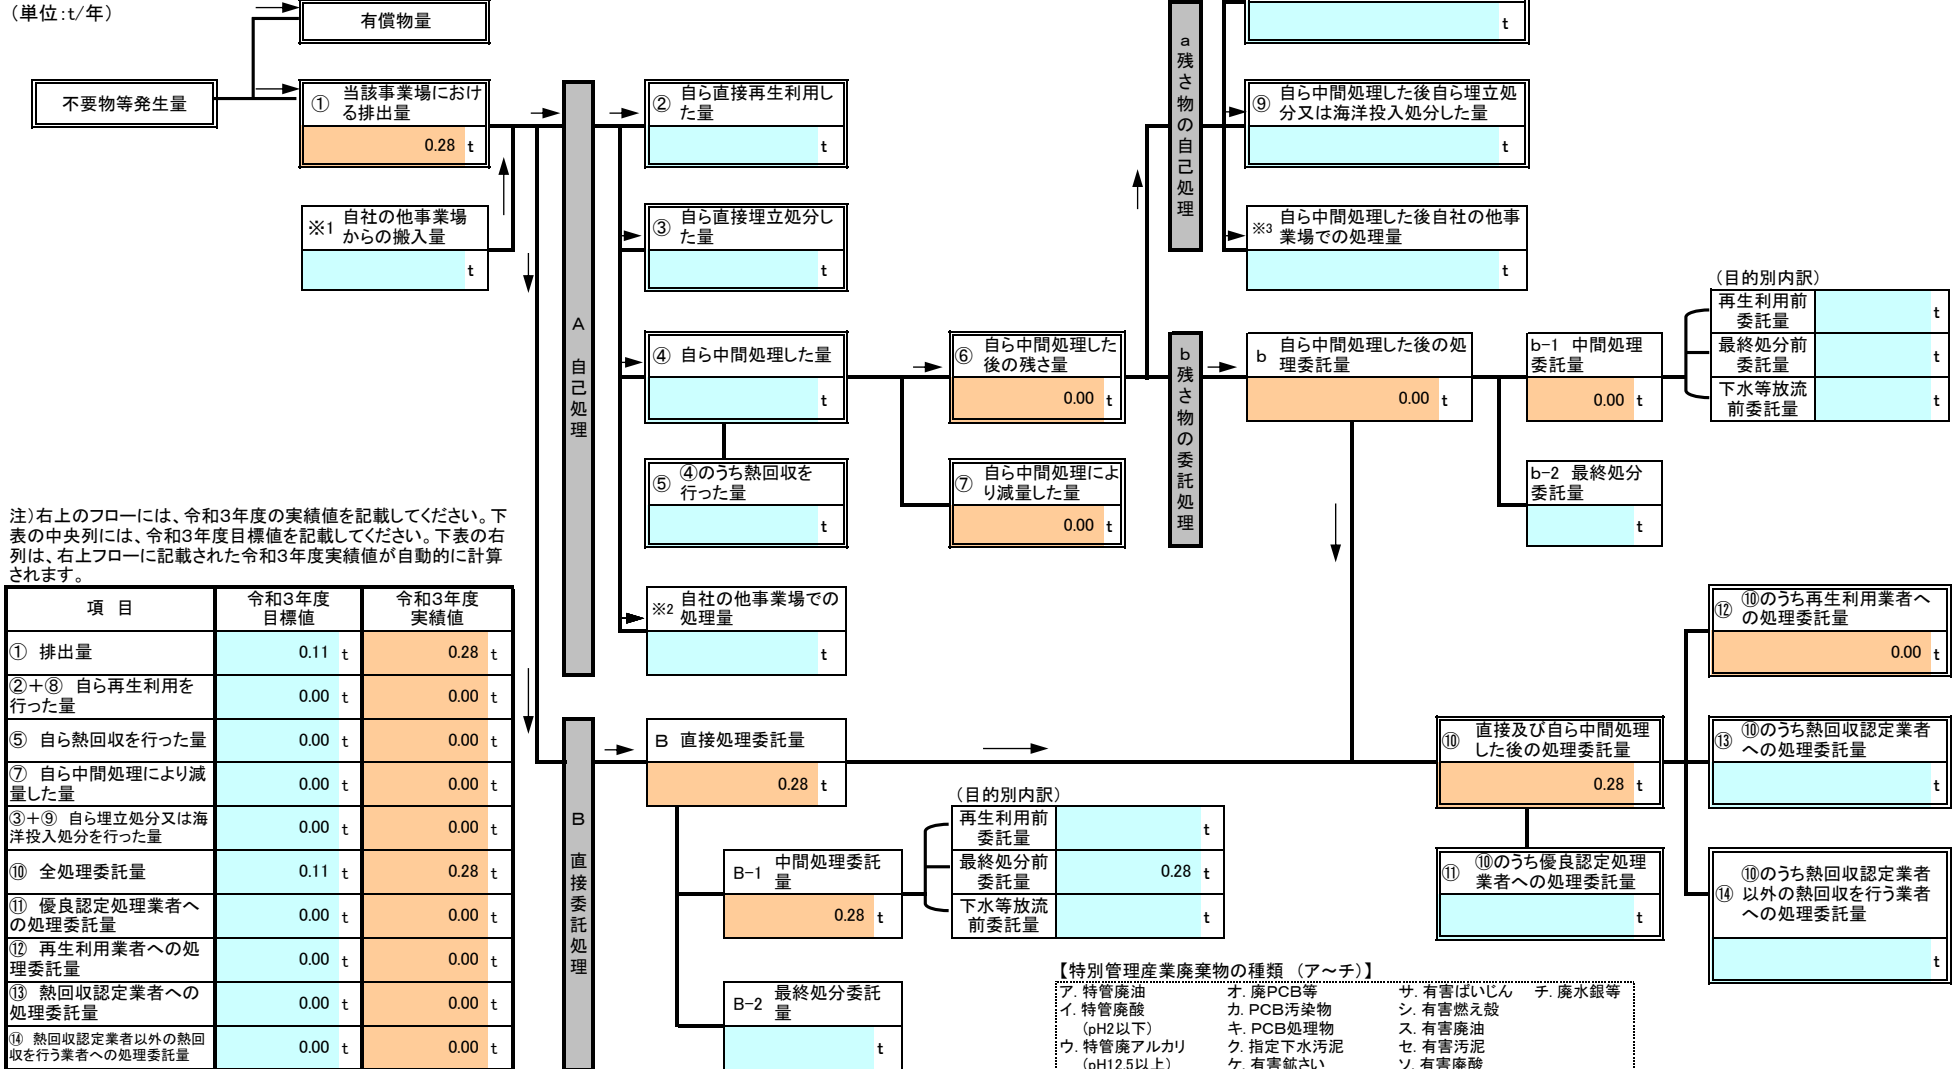 （単位：t/年）
有償物量
不要物等発生量
① 当該事業場におけ
る排出量
0.28 t
※1 自社の他事業場
からの搬入量
t
A 自己処理
② 自ら直接再生利用し
た量
t
③ 自ら直接埋立処分し
た量
t
④ 自ら中間処理した量
t
⑤ ④のうち熱回収を
行った量
t
※2 自社の他事業場での
処理量
t
⑥ 自ら中間処理した
後の残さ量
0.00 t
⑦ 自ら中間処理によ
り減量した量
0.00 t
a 残さ物の自己処理
t
⑨ 自ら中間処理した後自ら埋立処
分又は海洋投入処分した量
t
※3 自ら中間処理した後自社の他事
業場での処理量
t
b 残さ物の委託処理
b 自ら中間処理した後の処
理委託量
0.00 t
b-1 中間処理
委託量
0.00 t
（目的別内訳）
再生利用前
委託量
t
最終処分前
委託量
t
下水等放流
前委託量
t
b-2 最終処分
委託量
t
注）右上のフローには、令和３年度の実績値を記載してください。下
表の中央列には、令和３年度目標値を記載してください。下表の右
列は、右上フローに記載された令和３年度実績値が自動的に計算
されます。
項 目 令和３年度
目標値 令和３年度
実績値
① 排出量 0.11 t 0.28 t
②＋⑧ 自ら再生利用を
行った量 0.00 t 0.00 t
⑤ 自ら熱回収を行った量 0.00 t 0.00 t
⑦ 自ら中間処理により減
量した量 0.00 t 0.00 t
③＋⑨ 自ら埋立処分又は海
洋投入処分を行った量 0.00 t 0.00 t
⑩ 全処理委託量 0.11 t 0.28 t
⑪ 優良認定処理業者へ
の処理委託量 0.00 t 0.00 t
⑫ 再生利用業者への処
理委託量 0.00 t 0.00 t
⑬ 熱回収認定業者への
処理委託量 0.00 t 0.00 t
⑭ 熱回収認定業者以外の熱回
収を行う業者への処理委託量 0.00 t 0.00 t
B 直接委託処理
B 直接処理委託量
0.28 t
B-1 中間処理委託
量
0.28 t
（目的別内訳）
再生利用前
委託量
t
最終処分前
委託量
0.28 t
下水等放流
前委託量
t
B-2 最終処分委託
量
t
⑩ 直接及び自ら中間処理
した後の処理委託量
0.28 t
⑪ ⑩のうち優良認定処理
業者への処理委託量
t
⑫ ⑩のうち再生利用業者へ
の処理委託量
0.00 t
⑬ ⑩のうち熱回収認定業者
への処理委託量
t
⑭ ⑩のうち熱回収認定業者
以外の熱回収を行う業者
への処理委託量
t
【特別管理産業廃棄物の種類 （ア～チ）】
ア．特管廃油 オ．廃PCB等 サ．有害ばいじん チ．廃水銀等
イ．特管廃酸 カ．PCB汚染物 シ．有害燃え殻
（pH2以下） キ．PCB処理物 ス．有害廃油
ウ．特管廃アルカリ ク．指定下水汚泥 セ．有害汚泥
（pH12.5以上） ケ．有害鉱さい ソ．有害廃酸